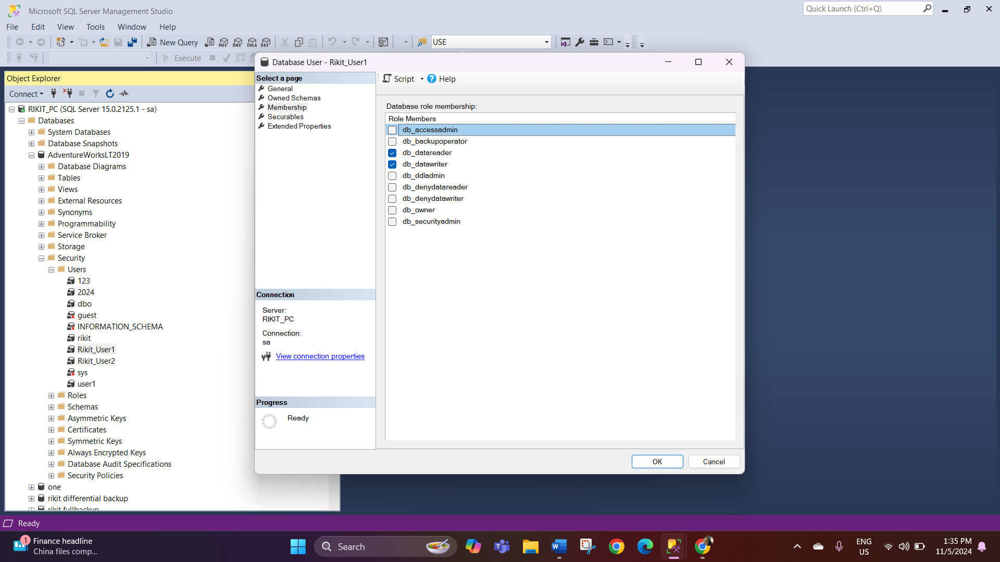 Microsoft SQL Server Management Studio
Quick Launch (Ctrl+Q)
File Edit View Tools Window Help
New Query MDX DMX XMLA DAX USE
Execute
Object Explorer
Connect
RIKIT_PC (SQL Server 15.0.2125.1 - sa)
Databases
System Databases
Database Snapshots
AdventureWorksLT2019
Database Diagrams
Tables
Views
External Resources
Synonyms
Programmability
Service Broker
Storage
Security
Users
123
2024
dbo
guest
INFORMATION_SCHEMA
rikit
Rikit_User1
Rikit_User2
sys
user1
Roles
Schemas
Asymmetric Keys
Certificates
Symmetric Keys
Always Encrypted Keys
Database Audit Specifications
Security Policies
one
rikit differential backup
rikit fullbackup
Database User - Rikit_User1
Select a page
General
Owned Schemas
Membership
Securables
Extended Properties
Connection
Server:
RIKIT_PC
Connection:
sa
View connection properties
Progress
Ready
Script Help
Database role membership:
Role Members
db_accessadmin
db_backupoperator
db_datareader
db_datawriter
db_ddladmin
db_denydatareader
db_denydatawriter
db_owner
db_securityadmin
OK Cancel
Ready
1
Finance headline
China files comp...
Search
ENG
US
1:35 PM
11/5/2024